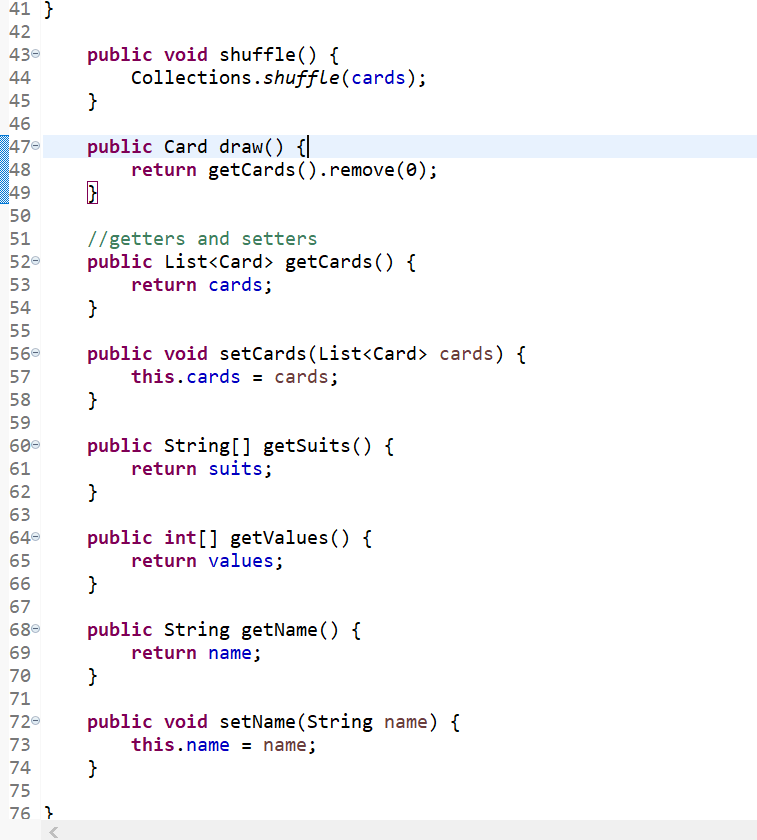 41 }
42
43 public void shuffle() {
44 Collections.shuffle(cards);
45 }
46
47 public Card draw() {
48 return getCards().remove(0);
49 }
50
51 //getters and setters
52 public List<Card> getCards() {
53 return cards;
54 }
55
56 public void setCards(List<Card> cards) {
57 this.cards = cards;
58 }
59
60 public String[] getSuits() {
61 return suits;
62 }
63
64 public int[] getValues() {
65 return values;
66 }
67
68 public String getName() {
69 return name;
70 }
71
72 public void setName(String name) {
73 this.name = name;
74 }
75
76 }